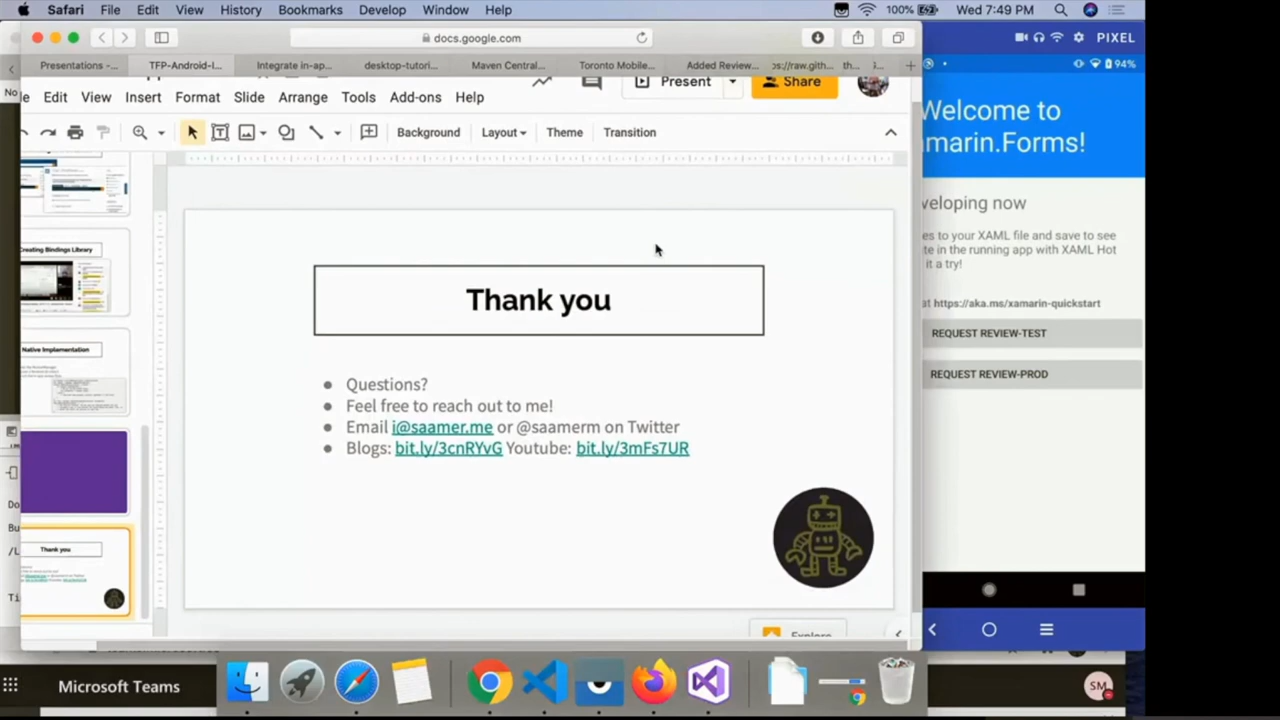 Safari File Edit View History Bookmarks Develop Window Help 100% Wed 7:49 PM
docs.google.com
Presentations -... TFP-Android-I... Integrate in-ap... desktop-tutori... Maven Central... Toronto Mobile... Added Review...
No
Edit View Insert Format Slide Arrange Tools Add-ons Help Present Share
Background Layout Theme Transition
Creating Bindings Library
Native Implementation
Thank you
Thank you
● Questions?
● Feel free to reach out to me!
● Email i@saamer.me or @saamerm on Twitter
● Blogs: bit.ly/3cnRYvG Youtube: bit.ly/3mFs7UR
Explore
PIXEL
94%
Welcome to
marin.Forms!
veloping now
es to your XAML file and save to see
te in the running app with XAML Hot
it a try!
at https://aka.ms/xamarin-quickstart
REQUEST REVIEW-TEST
REQUEST REVIEW-PROD
Do
Bu
/L
Ti
Microsoft Teams
SM